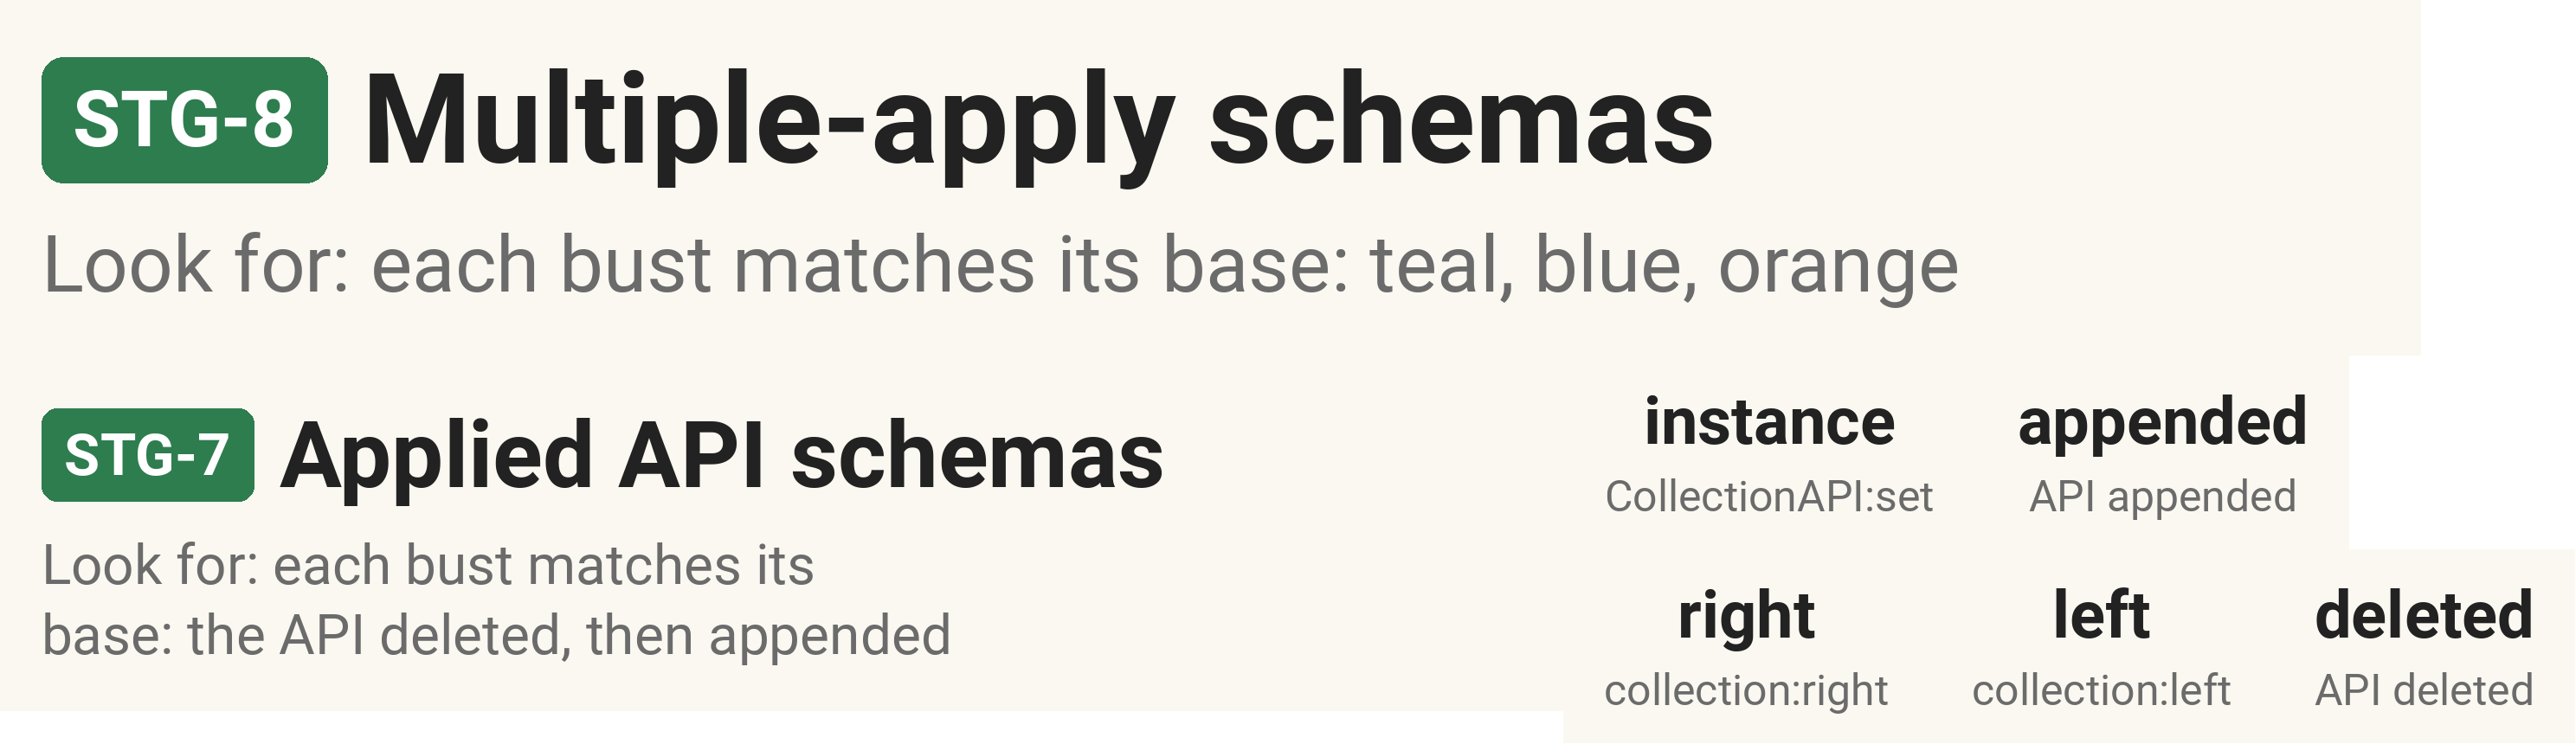 STG-8 Multiple-apply schemas
Look for: each bust matches its base: teal, blue, orange
STG-7 Applied API schemas
Look for: each bust matches its
base: the API deleted, then appended
instance appended
CollectionAPI:set API appended
right left deleted
collection:right collection:left API deleted